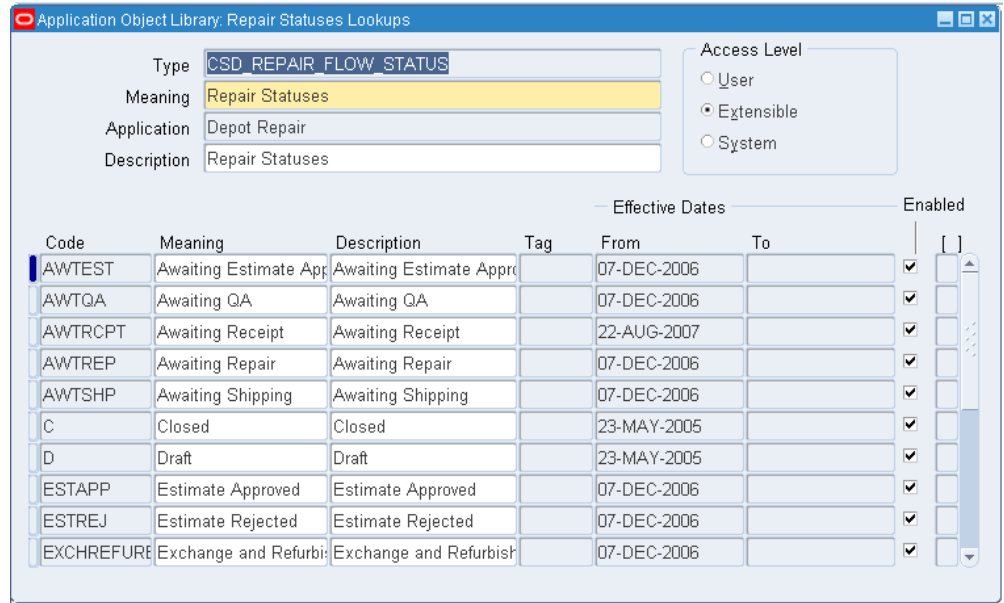 Application Object Library: Repair Statuses Lookups
Type CSD_REPAIR_FLOW_STATUS
Meaning Repair Statuses
Application Depot Repair
Description Repair Statuses
Access Level
User
Extensible
System
Effective Dates Enabled
Code Meaning Description Tag From To [ ]
AWTEST Awaiting Estimate App Awaiting Estimate Appro 07-DEC-2006
AWTQA Awaiting QA Awaiting QA 07-DEC-2006
AWTRCPT Awaiting Receipt Awaiting Receipt 22-AUG-2007
AWTREP Awaiting Repair Awaiting Repair 07-DEC-2006
AWTSHP Awaiting Shipping Awaiting Shipping 07-DEC-2006
C Closed Closed 23-MAY-2005
D Draft Draft 23-MAY-2005
ESTAPP Estimate Approved Estimate Approved 07-DEC-2006
ESTREJ Estimate Rejected Estimate Rejected 07-DEC-2006
EXCHREFURB Exchange and Refurbi Exchange and Refurbish 07-DEC-2006